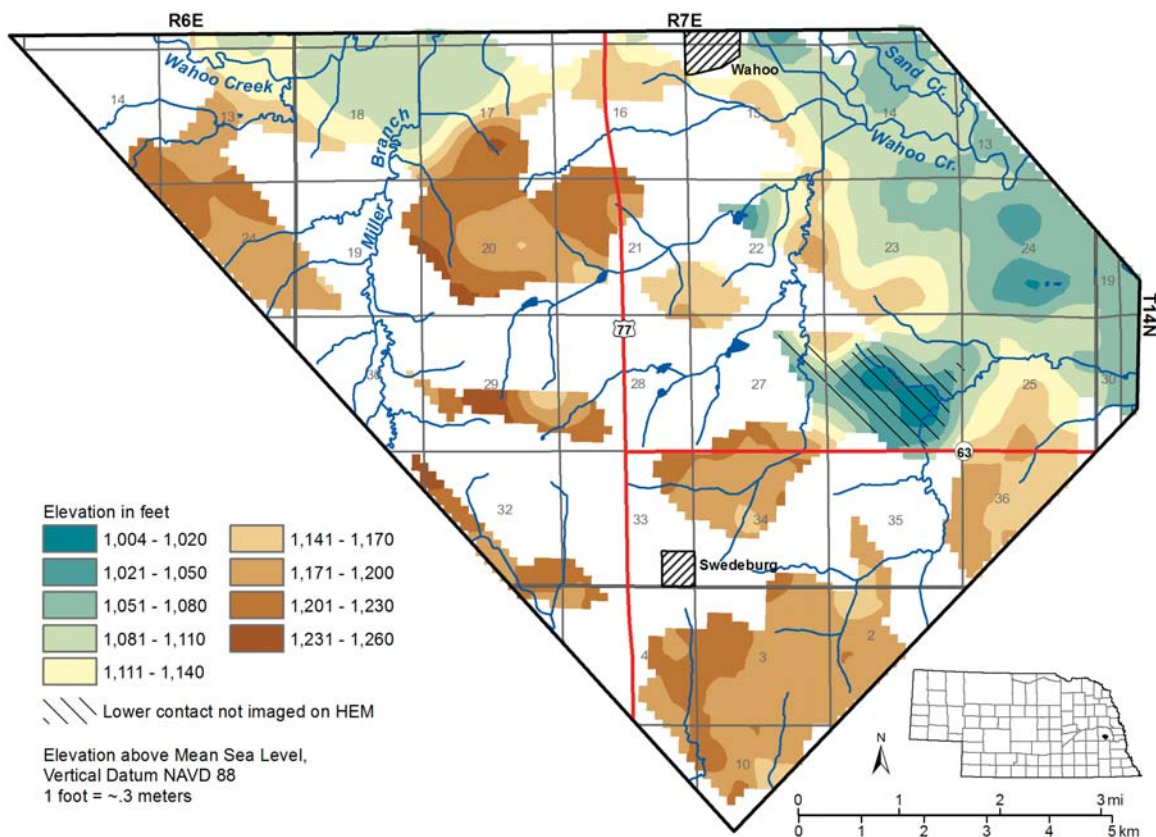 R6E
R7E
Wahoo Creek
Wahoo
Sand Cr.
14
13
18
17
16
15
14
13
Branch
Wahoo Cr.
Miller
24
19
20
21
22
23
24
19
T14N
77
30
29
28
27
25
30
63
32
33
34
35
36
Swedeburg
4
3
2
10
Elevation in feet
1,004 - 1,020
1,021 - 1,050
1,051 - 1,080
1,081 - 1,110
1,111 - 1,140
1,141 - 1,170
1,171 - 1,200
1,201 - 1,230
1,231 - 1,260
Lower contact not imaged on HEM
Elevation above Mean Sea Level,
Vertical Datum NAVD 88
1 foot = ~.3 meters
N
0 1 2 3 mi
0 1 2 3 4 5 km